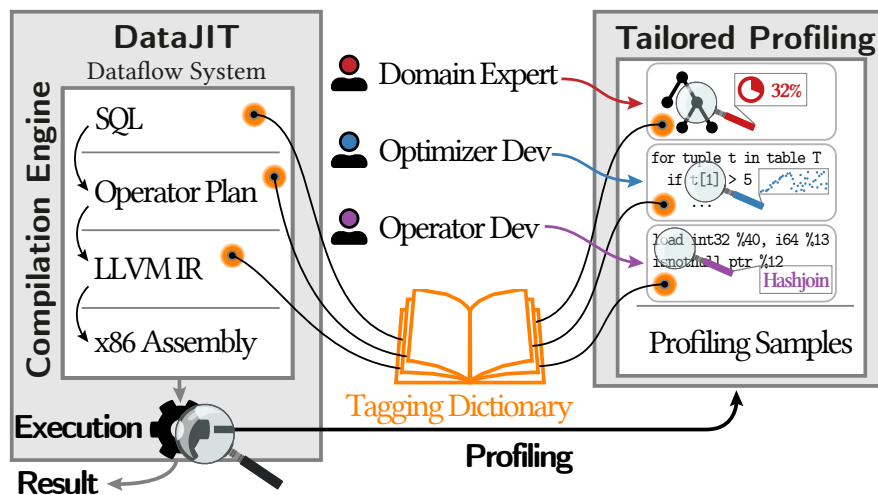 DataJIT
Dataflow System
Compilation Engine
SQL
Operator Plan
LLVM IR
x86 Assembly
Execution
Result
Domain Expert
Optimizer Dev
Operator Dev
Tagging Dictionary
Profiling
Tailored Profiling
32%
for tuple t in table T
if t[1] > 5
...
load int32 %40, i64 %13
isnotnull ptr %12
Hashjoin
Profiling Samples